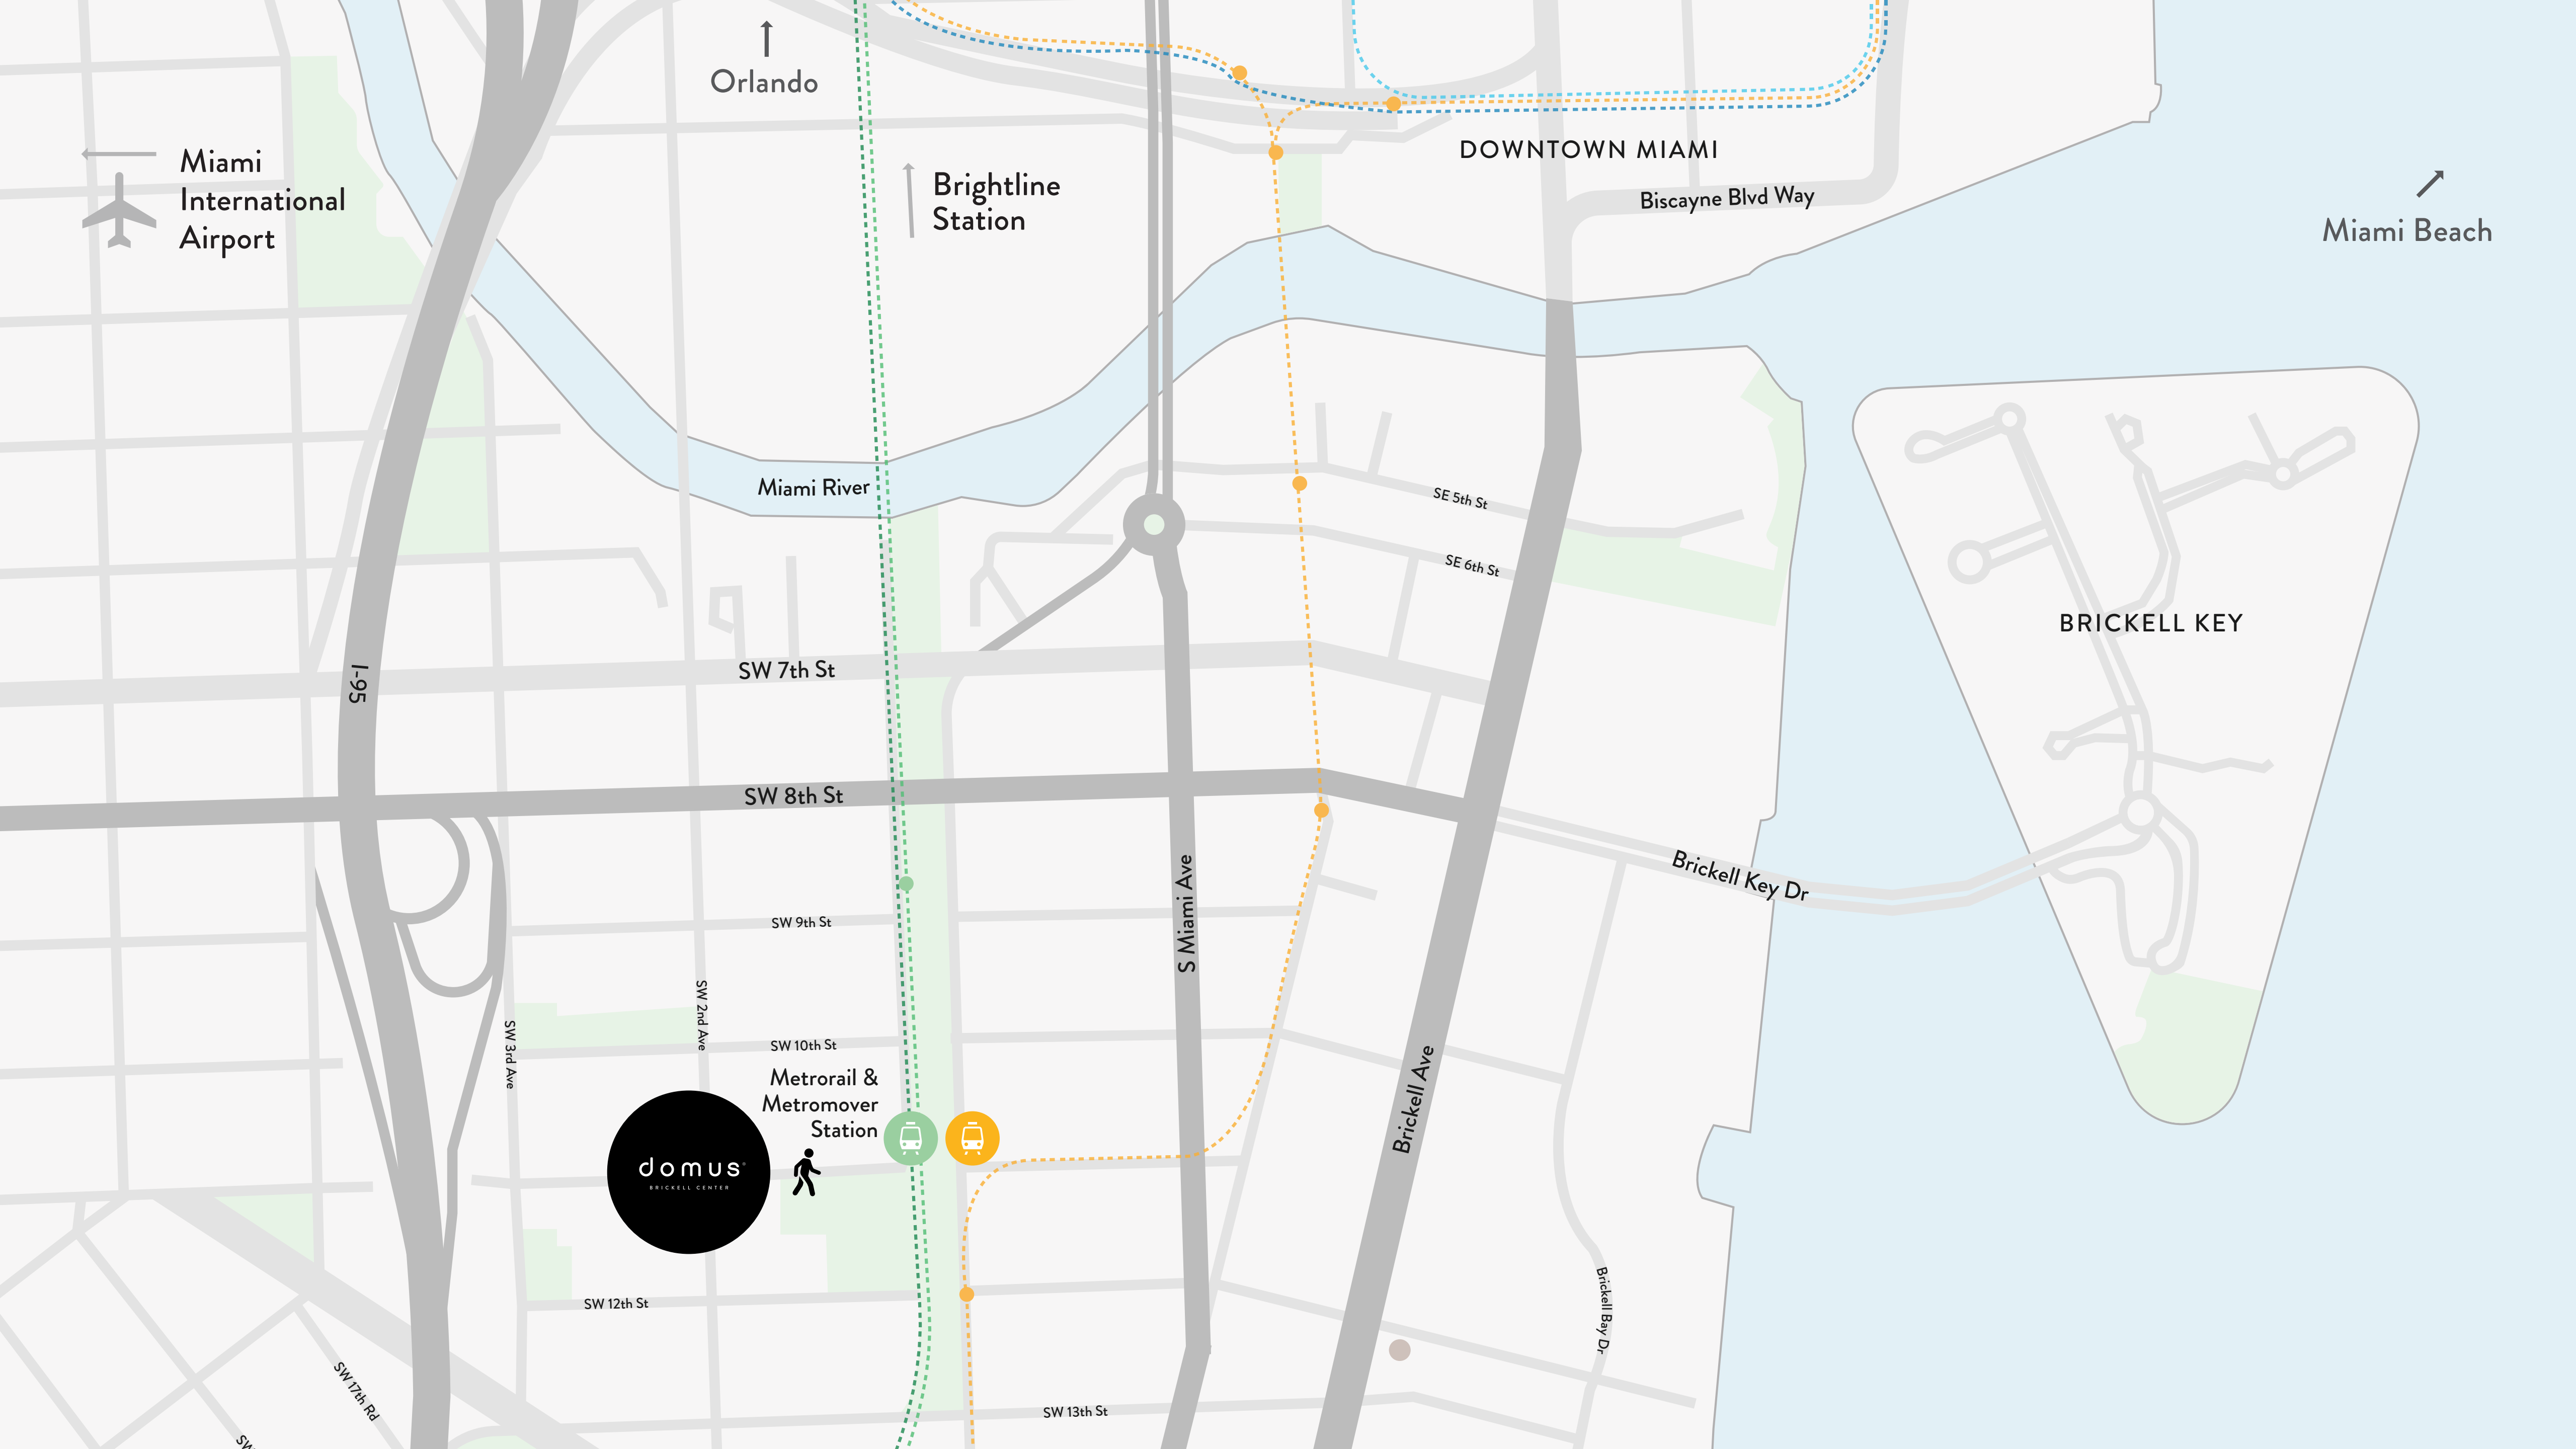 Orlando
DOWNTOWN MIAMI
Miami
International
Airport
Brightline
Station
Biscayne Blvd Way
Miami Beach
Miami River
SE 5th St
SE 6th St
BRICKELL KEY
I-95
SW 7th St
SW 8th St
Brickell Key Dr
S Miami Ave
SW 9th St
SW 2nd Ave
SW 3rd Ave
SW 10th St
Metrorail &
Metromover
Station
Brickell Ave
domus
BRICKELL CENTER
SW 12th St
Brickell Bay Dr
SW 17th Rd
SW 13th St
SW